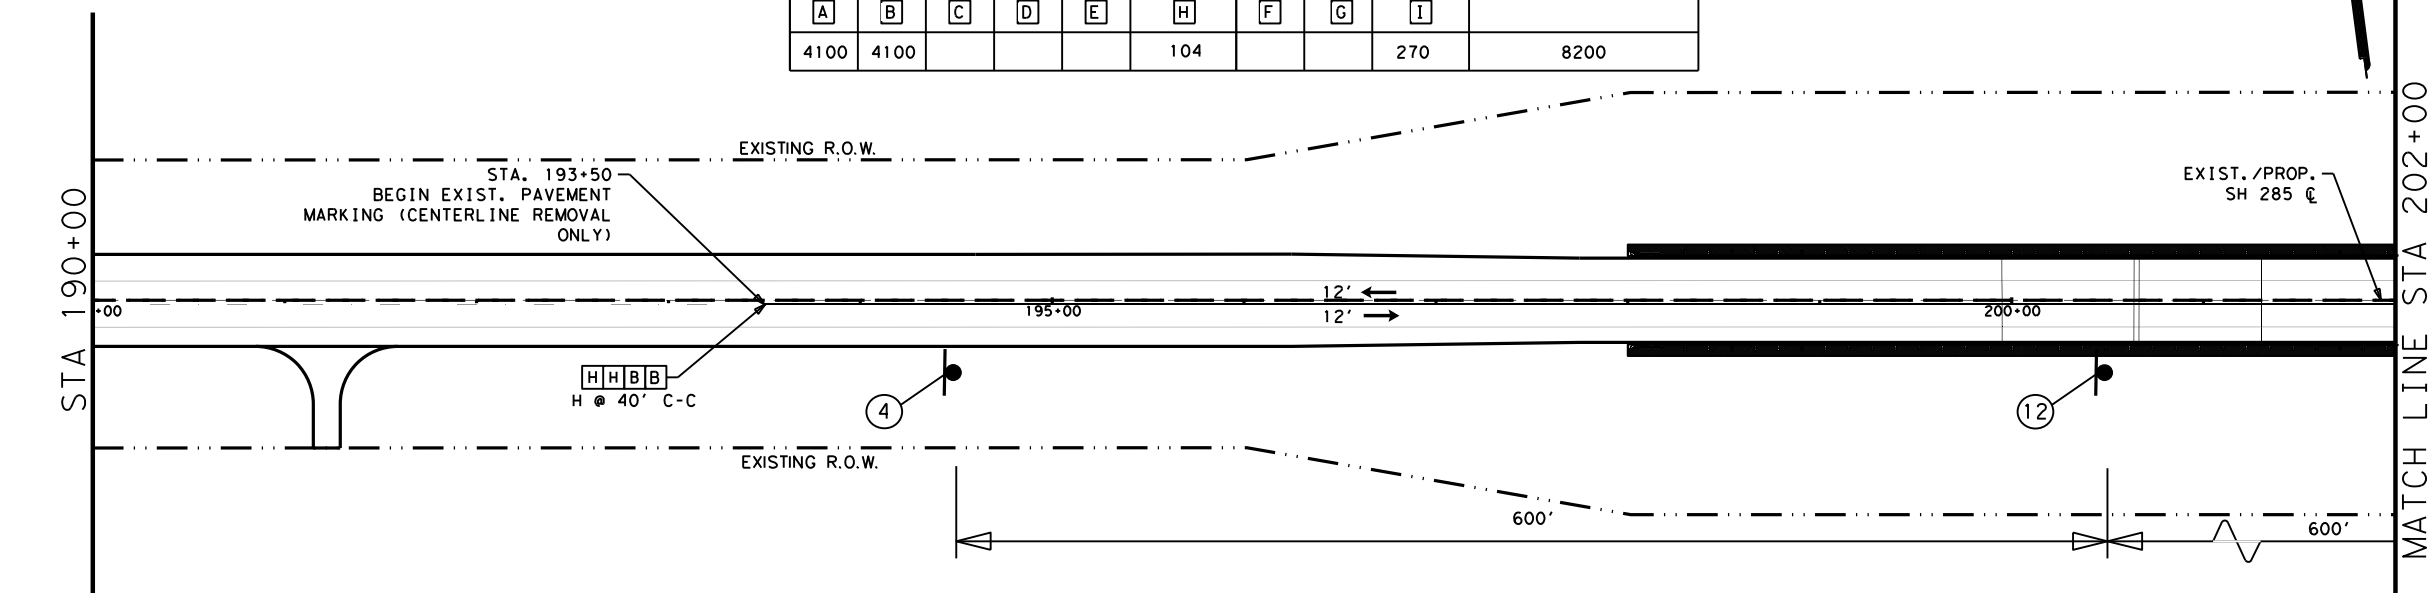 A B C D E H F G I
4100 4100 104 270 8200
EXISTING R.O.W.
STA. 193+50
BEGIN EXIST. PAVEMENT
MARKING (CENTERLINE REMOVAL
ONLY)
EXIST./PROP.
SH 285 ℄
STA 190+00
MATCH LINE STA 202+00
12'
12'
+00
195+00
200+00
H H B B
H @ 40' C-C
4
12
EXISTING R.O.W.
600'
600'